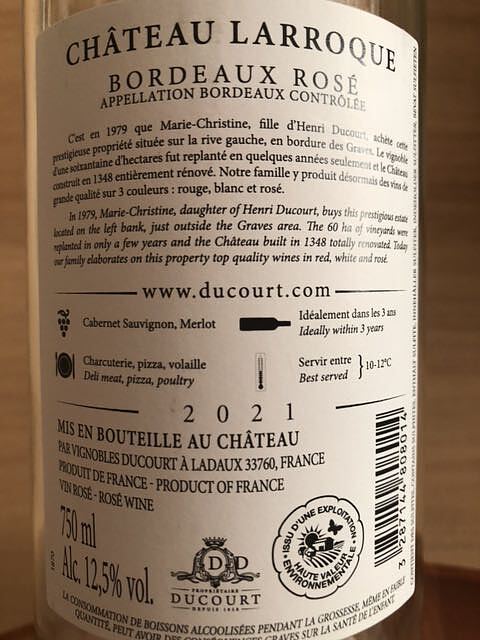 CHÂTEAU LARROQUE
BORDEAUX ROSÉ
APPELLATION BORDEAUX CONTRÔLÉE
C'est en 1979 que Marie-Christine, fille d'Henri Ducourt, achète cette
prestigieuse propriété située sur la rive gauche, en bordure des Graves. Le vignoble
d'une soixantaine d'hectares fut replanté en quelques années seulement et le Château
construit en 1348 entièrement rénové. Notre famille y produit désormais des vins de
grande qualité sur 3 couleurs : rouge, blanc et rosé.
In 1979, Marie-Christine, daughter of Henri Ducourt, buys this prestigious estate
located on the left bank, just outside the Graves area. The 60 ha of vineyards were
replanted in only a few years and the Château built in 1348 totally renovated. Today
our family elaborates on this property top quality wines in red, white and rosé.
www.ducourt.com
Cabernet Sauvignon, Merlot
Idéalement dans les 3 ans
Ideally within 3 years
Charcuterie, pizza, volaille
Deli meat, pizza, poultry
Servir entre
Best served
10-12°C
2021
MIS EN BOUTEILLE AU CHÂTEAU
PAR VIGNOBLES DUCOURT À LADAUX 33760, FRANCE
PRODUIT DE FRANCE - PRODUCT OF FRANCE
VIN ROSÉ - ROSÉ WINE
750 ml
Alc. 12,5% vol.
1870
D D
PROPRIÉTAIRE
DUCOURT
DEPUIS 1858
ISSU D'UNE EXPLOITATION
HAUTE VALEUR
ENVIRONNEMENTALE
3 287144 808014
LA CONSOMMATION DE BOISSONS ALCOOLISÉES PENDANT LA GROSSESSE, MÊME EN FAIBLE
QUANTITÉ, PEUT AVOIR DES CONSÉQUENCES GRAVES SUR LA SANTÉ DE L'ENFANT.